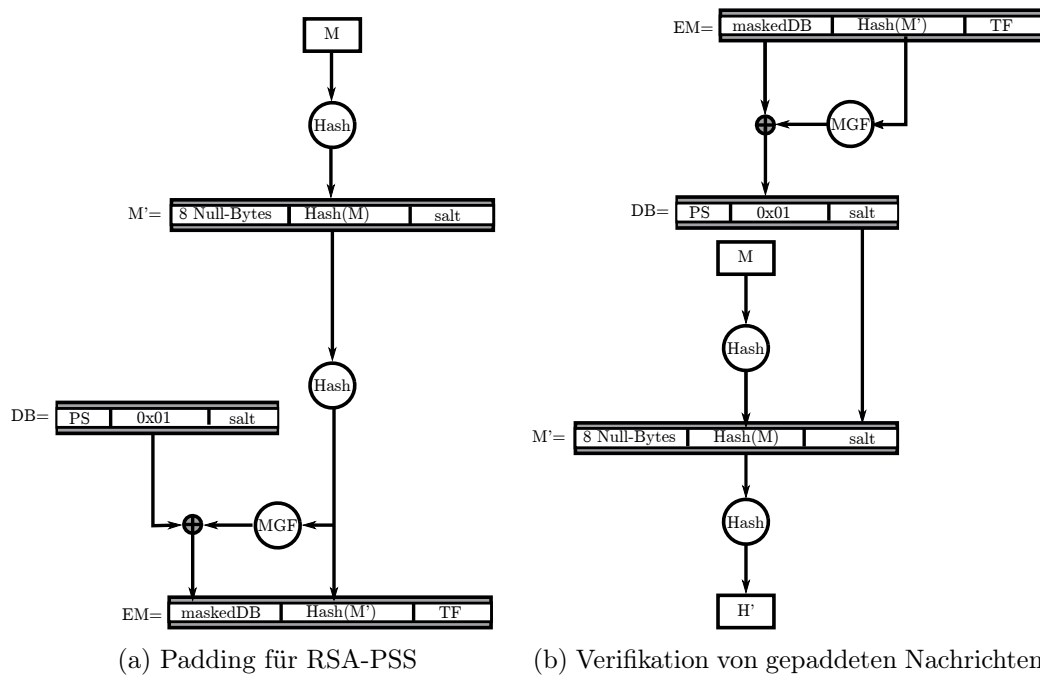 M
Hash
M'= 8 Null-Bytes Hash(M) salt
Hash
DB= PS 0x01 salt
MGF
EM= maskedDB Hash(M') TF
(a) Padding für RSA-PSS
EM= maskedDB Hash(M') TF
MGF
DB= PS 0x01 salt
M
Hash
M'= 8 Null-Bytes Hash(M) salt
Hash
H'
(b) Verifikation von gepaddeten Nachrichten